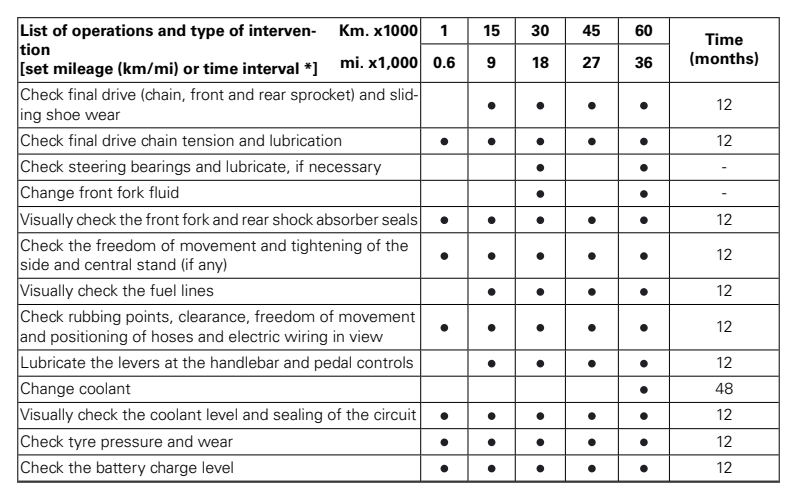 List of operations and type of interven- Km. x1000 1 15 30 45 60 Time
tion
(months)
[set mileage (km/mi) or time interval *] mi. x1,000 0.6 9 18 27 36
Check final drive (chain, front and rear sprocket) and slid-
ing shoe wear ● ● ● ● 12
Check final drive chain tension and lubrication ● ● ● ● ● 12
Check steering bearings and lubricate, if necessary ● ● -
Change front fork fluid ● ● -
Visually check the front fork and rear shock absorber seals ● ● ● ● ● 12
Check the freedom of movement and tightening of the
side and central stand (if any) ● ● ● ● ● 12
Visually check the fuel lines ● ● ● ● 12
Check rubbing points, clearance, freedom of movement
and positioning of hoses and electric wiring in view ● ● ● ● ● 12
Lubricate the levers at the handlebar and pedal controls ● ● ● ● 12
Change coolant ● 48
Visually check the coolant level and sealing of the circuit ● ● ● ● ● 12
Check tyre pressure and wear ● ● ● ● ● 12
Check the battery charge level ● ● ● ● ● 12